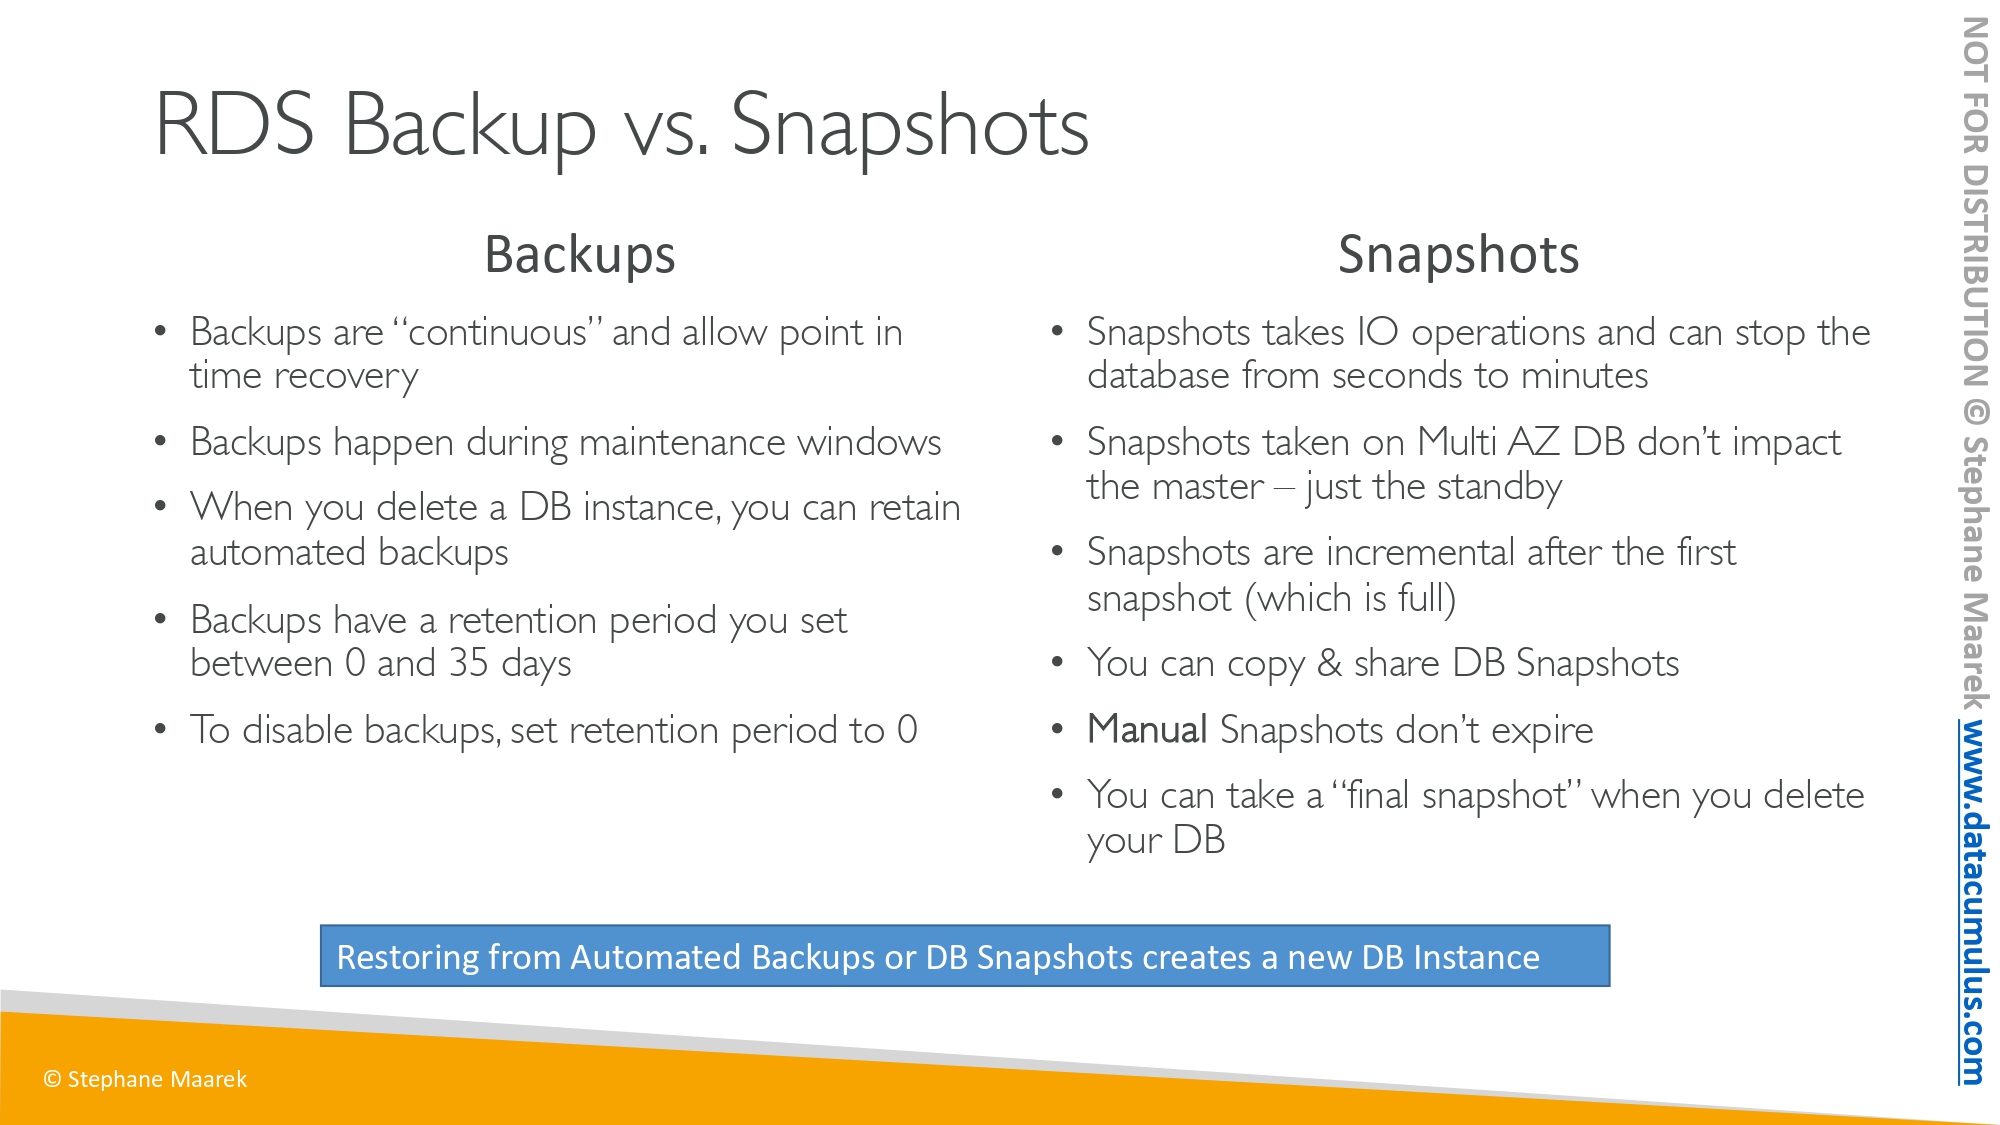 RDS Backup vs. Snapshots
Backups
• Backups are “continuous” and allow point in
time recovery
• Backups happen during maintenance windows
• When you delete a DB instance, you can retain
automated backups
• Backups have a retention period you set
between 0 and 35 days
• To disable backups, set retention period to 0
Snapshots
• Snapshots takes IO operations and can stop the
database from seconds to minutes
• Snapshots taken on Multi AZ DB don’t impact
the master – just the standby
• Snapshots are incremental after the first
snapshot (which is full)
• You can copy & share DB Snapshots
• Manual Snapshots don’t expire
• You can take a “final snapshot” when you delete
your DB
Restoring from Automated Backups or DB Snapshots creates a new DB Instance
© Stephane Maarek
NOT FOR DISTRIBUTION © Stephane Maarek www.datacumulus.com